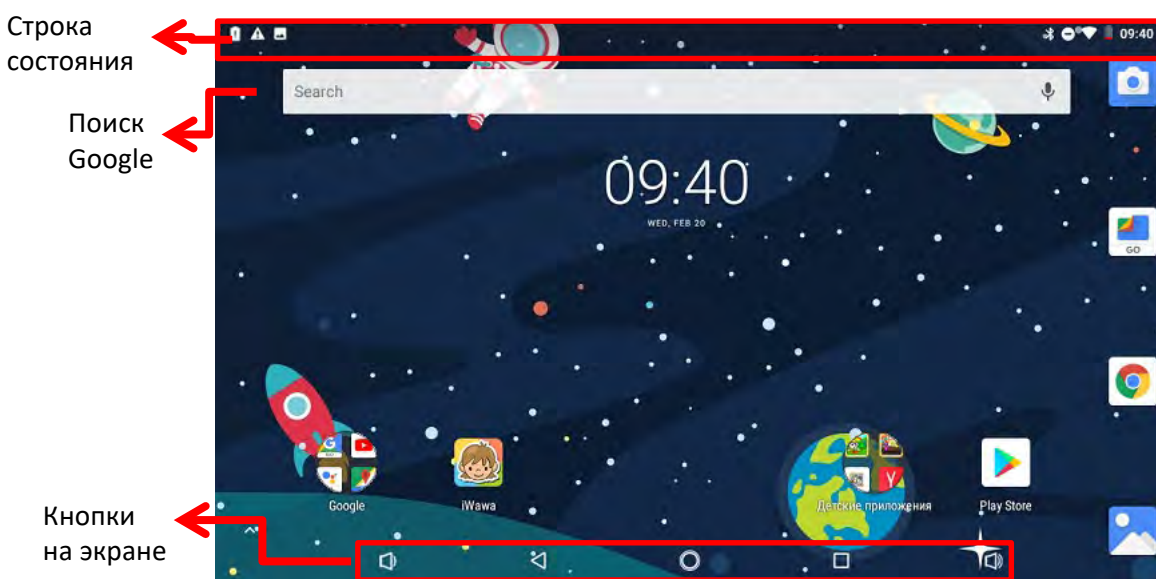 Строка
состояния
09:40
Search
Поиск
Google
09:40
WED, FEB 20
GO
Google
iWawa
Детские приложения
Play Store
Кнопки
на экране